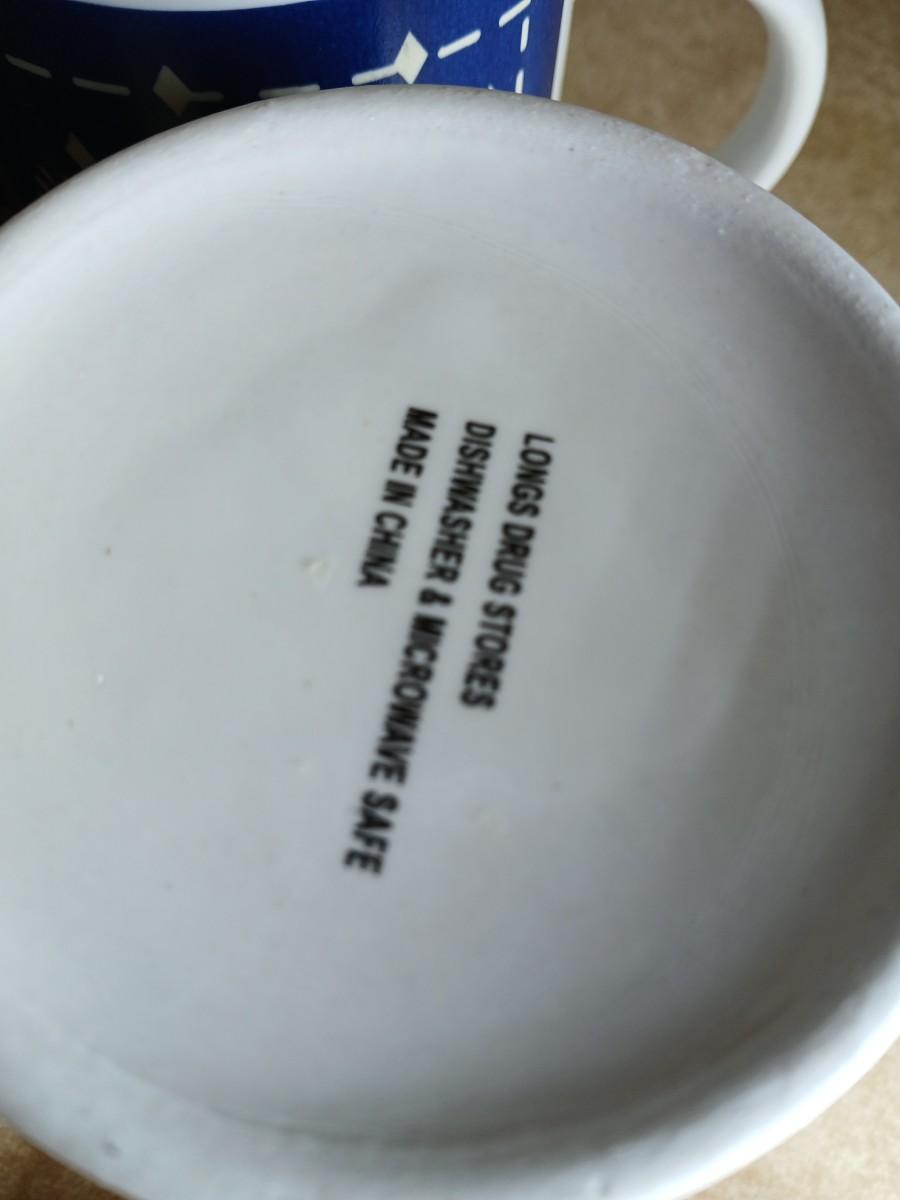 LONGS DRUG STORES
DISHWASHER & MICROWAVE SAFE
MADE IN CHINA